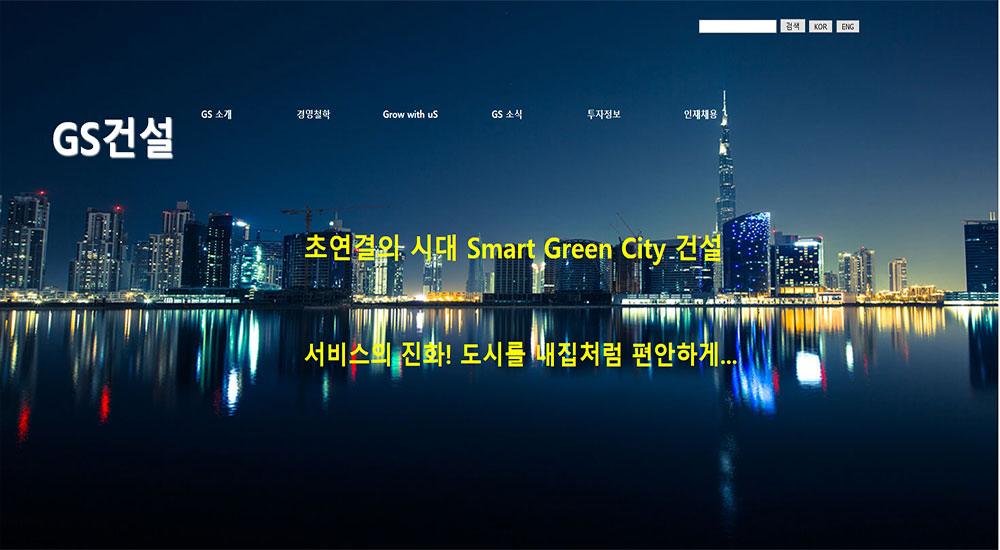 검색 KOR ENG
GS 소개 경영철학 Grow with uS GS 소식 투자정보 인재채용
GS건설
초연결의 시대 Smart Green City 건설
서비스의 진화! 도시를 내집처럼 편안하게...